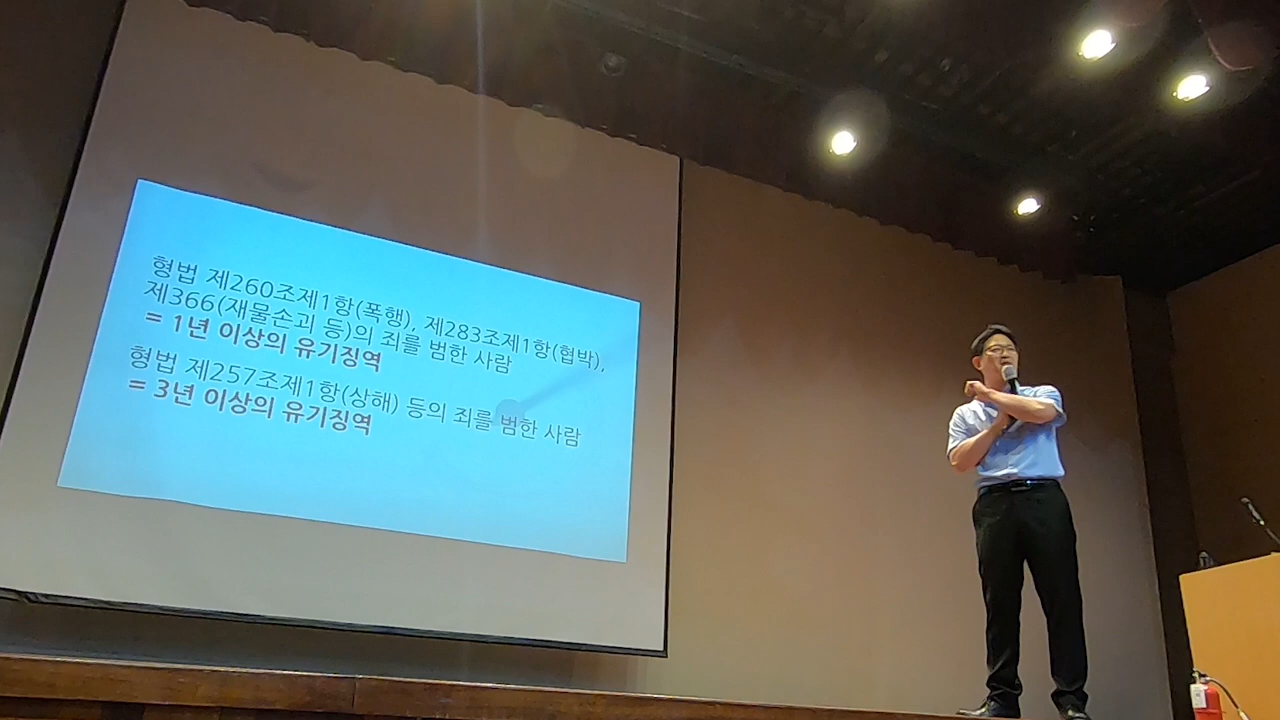 형법 제260조제1항(폭행), 제283조제1항(협박),
제366(재물손괴 등)의 죄를 범한 사람
= 1년 이상의 유기징역
형법 제257조제1항(상해) 등의 죄를 범한 사람
= 3년 이상의 유기징역